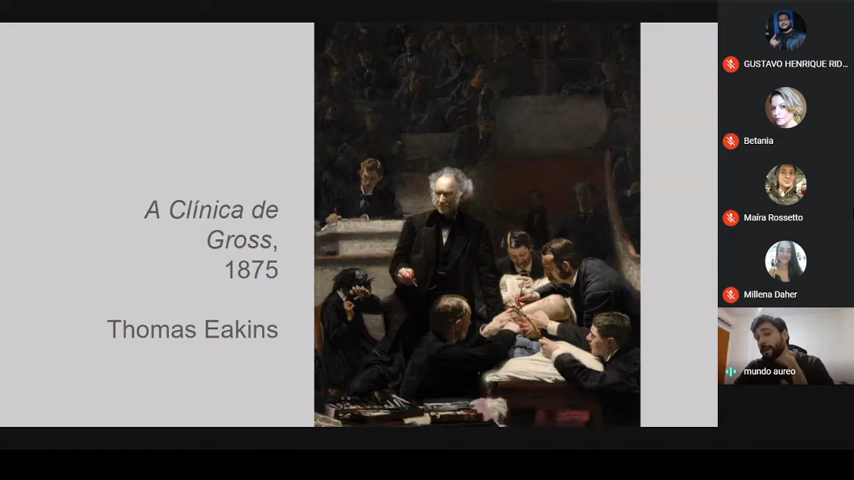 A Clínica de
Gross,
1875
Thomas Eakins
GUSTAVO HENRIQUE RID...
Betania
Maíra Rossetto
Millena Daher
mundo aureo